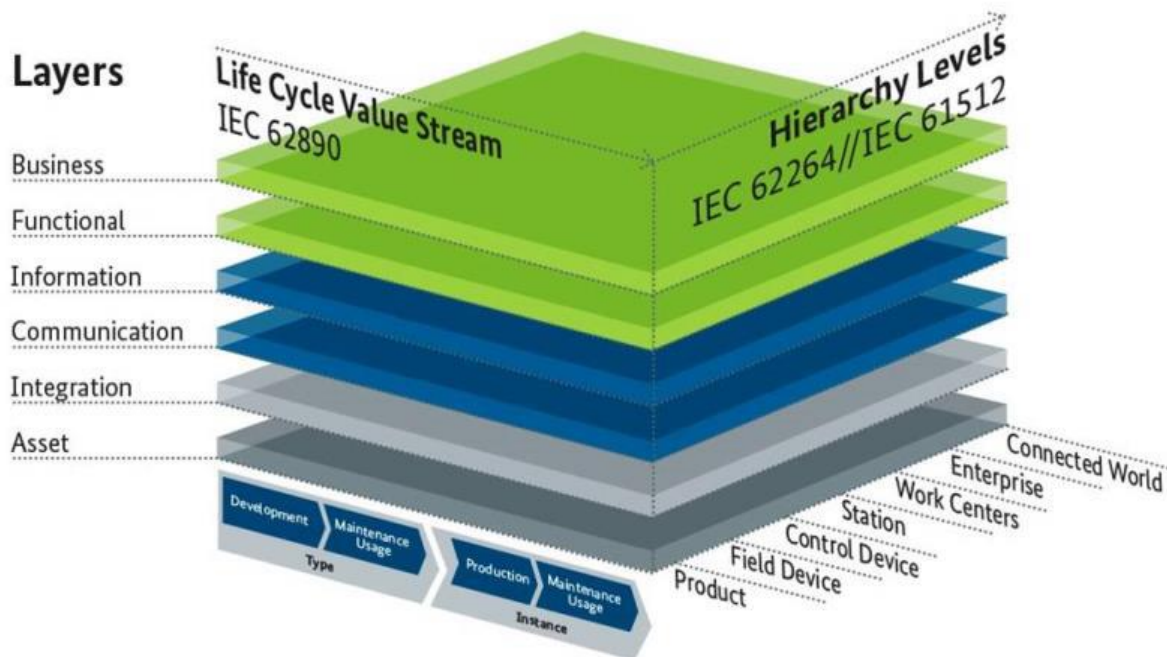 Layers
Life Cycle Value Stream
IEC 62890
Hierarchy Levels
IEC 62264//IEC 61512
Business
Functional
Information
Communication
Integration
Asset
Development
Maintenance
Usage
Type
Production
Maintenance
Usage
Instance
Connected World
Enterprise
Work Centers
Station
Control Device
Field Device
Product